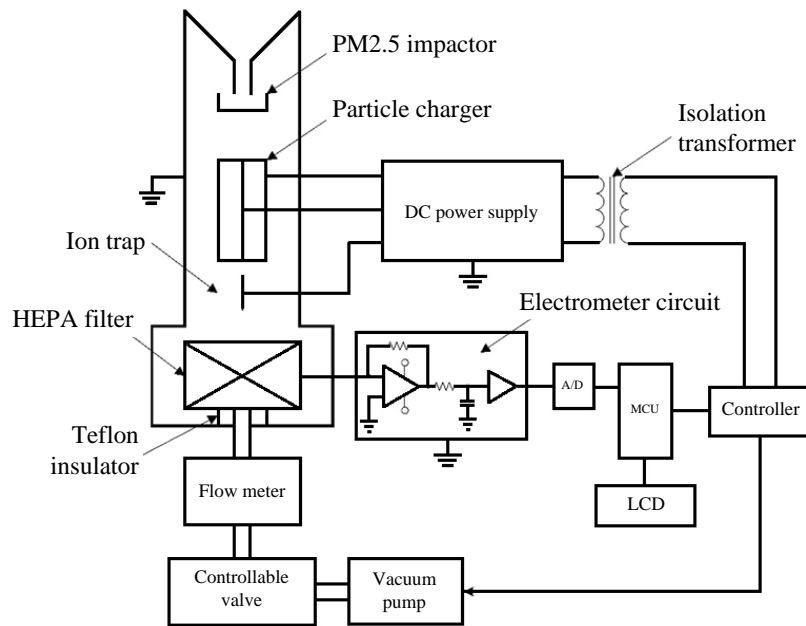 PM2.5 impactor
Particle charger
Isolation
transformer
DC power supply
Ion trap
Electrometer circuit
HEPA filter
A/D
MCU
Controller
Teflon
insulator
Flow meter
LCD
Controllable
valve
Vacuum
pump